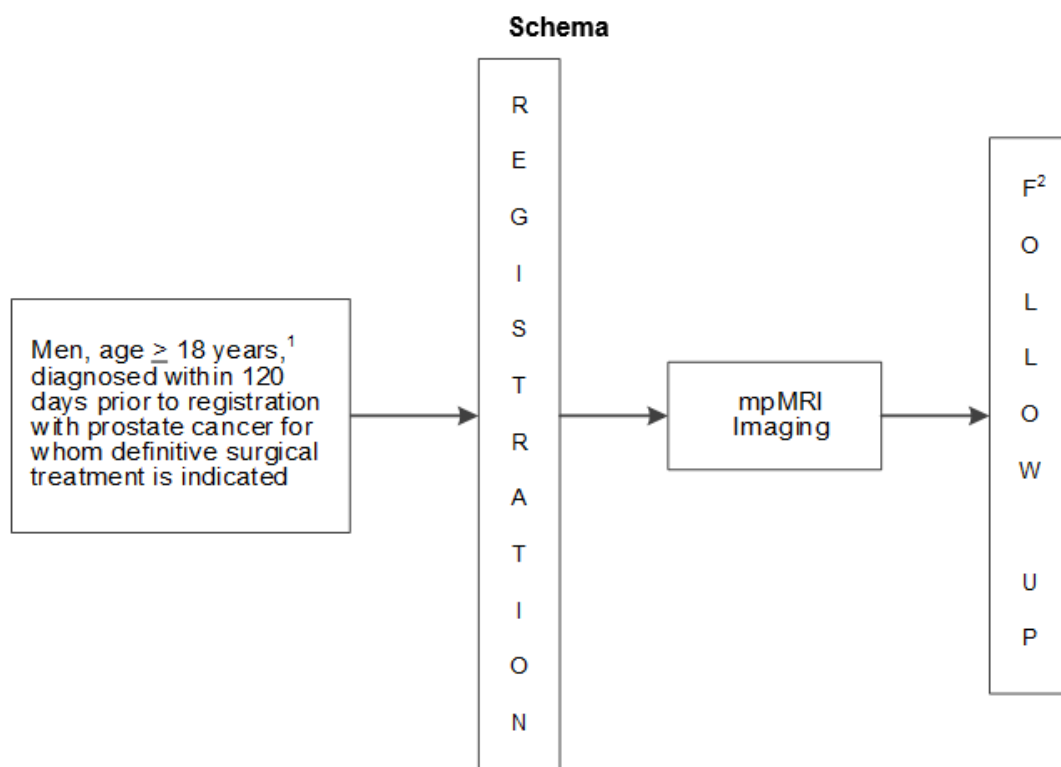 Schema
Men, age ≥ 18 years,¹
diagnosed within 120
days prior to registration
with prostate cancer for
whom definitive surgical
treatment is indicated
R
E
G
I
S
T
R
A
T
I
O
N
mpMRI
Imaging
F²
O
L
L
O
W
U
P